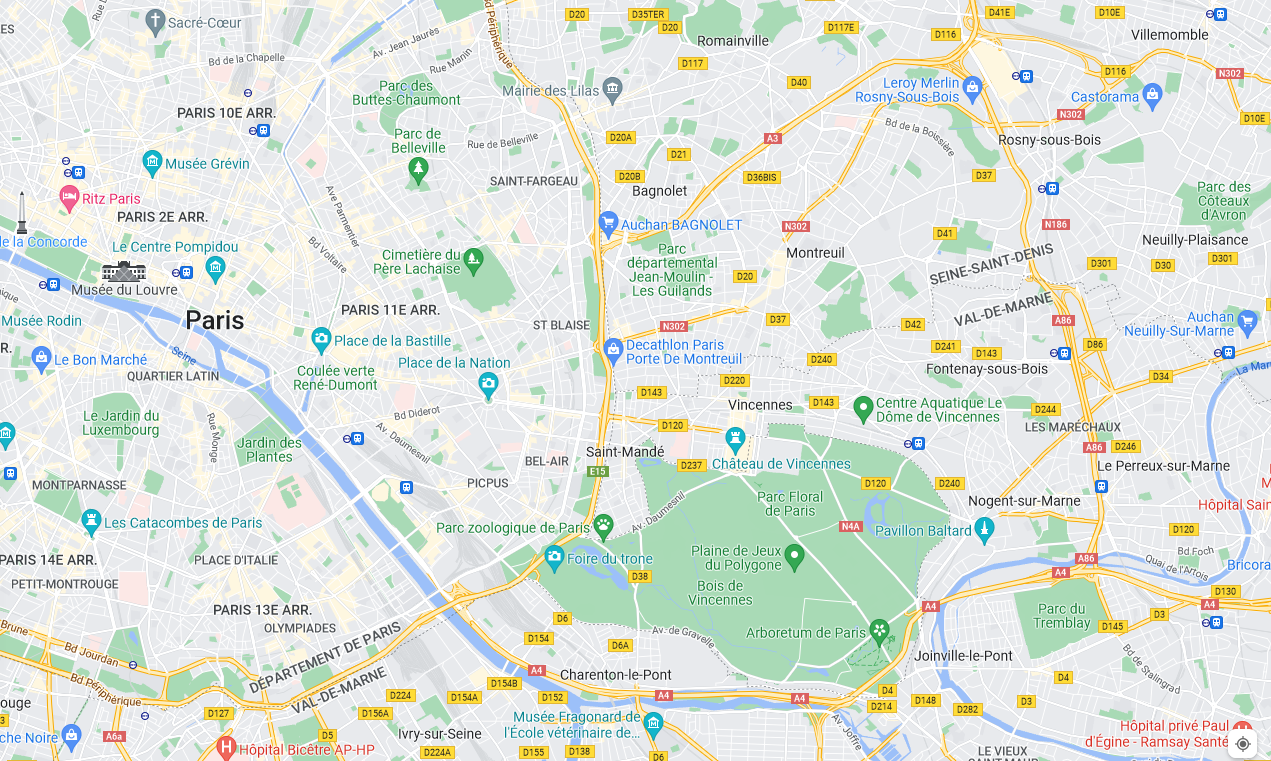 Sacré-Cœur
Bd de la Chapelle
Av. Jean Jaurès
Rue Manin
Bd Périphérique
D20
D35TER
D20
Romainville
D117E
D41E
D116
D10E
Villemomble
D117
D40
D116
N302
Parc des
Buttes-Chaumont
Mairie des Lilas
Leroy Merlin
Rosny-Sous-Bois
Castorama
PARIS 10E ARR.
N302
D10E
Parc de
Belleville
Rue de Belleville
D20A
A3
Bd de la Boissière
Rosny-sous-Bois
Musée Grévin
D21
SAINT-FARGEAU
D20B
D36BIS
D37
Bagnolet
Ritz Paris
Parc des
Côteaux
d'Avron
PARIS 2E ARR.
Ave Parmentier
Auchan BAGNOLET
N302
N186
D41
de la Concorde
Le Centre Pompidou
Bd Voltaire
Neuilly-Plaisance
Cimetière du
Père Lachaise
Parc
départemental
Jean-Moulin -
Les Guilands
Montreuil
SEINE-SAINT-DENIS
D301
D30
D301
Musée du Louvre
D20
VAL-DE-MARNE
PARIS 11E ARR.
Musée Rodin
Paris
ST BLAISE
N302
D37
D42
A86
Auchan
Neuilly-Sur-Marne
Place de la Bastille
Decathlon Paris
Porte De Montreuil
D241
D143
D86
R.
Le Bon Marché
Seine
Place de la Nation
D240
Fontenay-sous-Bois
QUARTIER LATIN
Coulée verte
René-Dumont
D220
D34
D143
Vincennes
D143
Centre Aquatique Le
Dôme de Vincennes
D244
Le Jardin du
Luxembourg
Rue Monge
Bd Diderot
D120
LES MARÉCHAUX
Jardin des
Plantes
Av. Daumesnil
Saint-Mandé
A86
D246
BEL-AIR
E15
D237
Château de Vincennes
Le Perreux-sur-Marne
MONTPARNASSE
PICPUS
D120
D240
Parc Floral
de Paris
Nogent-sur-Marne
Hôpital Sain
Les Catacombes de Paris
Parc zoologique de Paris
Av. Daumesnil
N4A
Pavillon Baltard
D120
PARIS 14E ARR.
PLACE D'ITALIE
Foire du trone
Plaine de Jeux
du Polygone
A86
Bd Foch
PETIT-MONTROUGE
D38
A4
Quai de l'Artois
Bricora
Bois de
Vincennes
D130
PARIS 13E ARR.
A4
A4
D6
Parc du
Tremblay
D3
OLYMPIADES
Brune
D154
D6A
Av. de Gravelle
Arboretum de Paris
D145
Bd Jourdan
DÉPARTEMENT DE PARIS
Joinville-le-Pont
Bd Périphérique
VAL-DE-MARNE
A4
Charenton-le-Pont
Bd de Stalingrad
D4
D154B
D224
D154A
D152
A4
A4
D4
D148
D3
rouge
D127
D156A
D214
D282
A6a
D5
Musée Fragonard de
l'École vétérinaire de...
Av. Joffre
Hôpital privé Paul
d'Égine - Ramsay Santé
che Noire
Ivry-sur-Seine
Hôpital Bicêtre AP-HP
D224A
D155
D138
D6
LE VIEUX
SAINT-MAUR